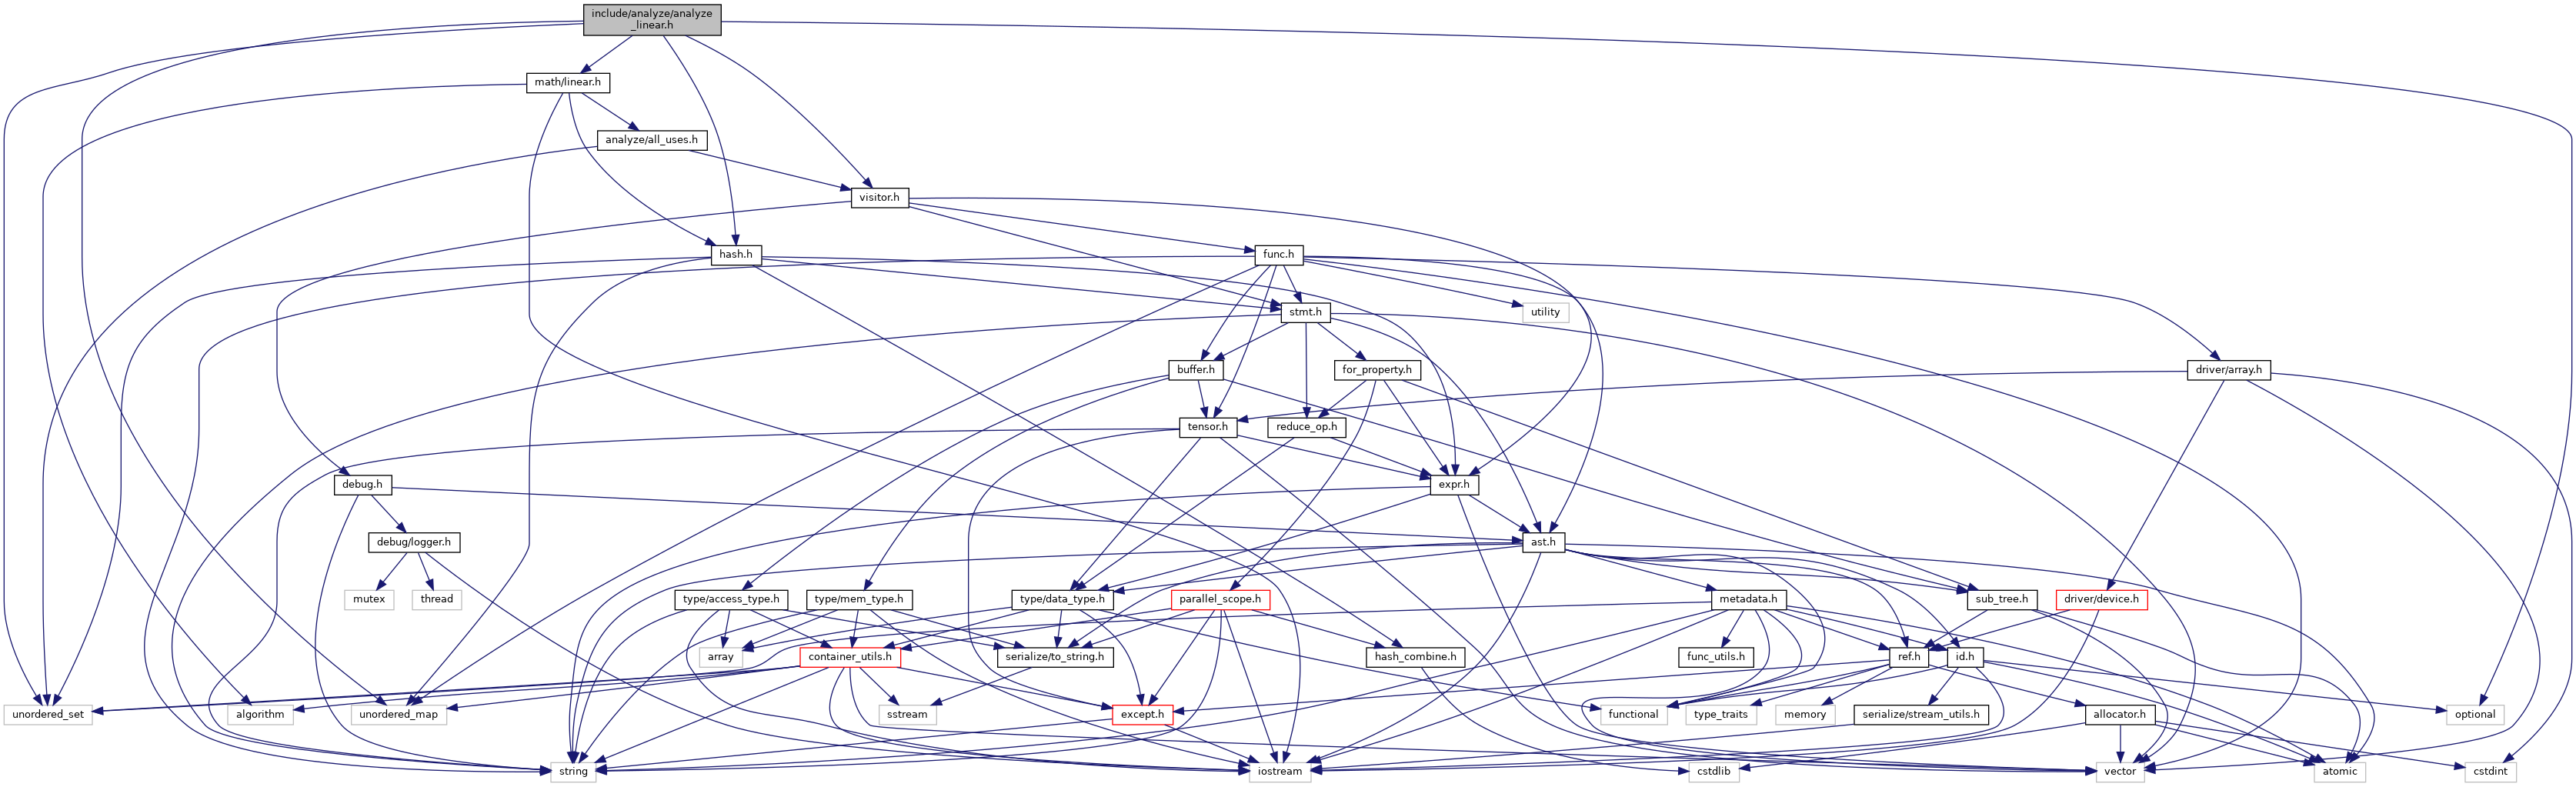 include/analyze/analyze
_linear.h
math/linear.h
analyze/all_uses.h
visitor.h
hash.h
func.h
stmt.h
utility
buffer.h
for_property.h
driver/array.h
tensor.h
reduce_op.h
debug.h
expr.h
debug/logger.h
ast.h
mutex
thread
type/access_type.h
type/mem_type.h
type/data_type.h
parallel_scope.h
metadata.h
sub_tree.h
driver/device.h
array
container_utils.h
serialize/to_string.h
hash_combine.h
func_utils.h
ref.h
id.h
unordered_set
algorithm
unordered_map
sstream
except.h
functional
type_traits
memory
serialize/stream_utils.h
allocator.h
optional
string
iostream
cstdlib
vector
atomic
cstdint